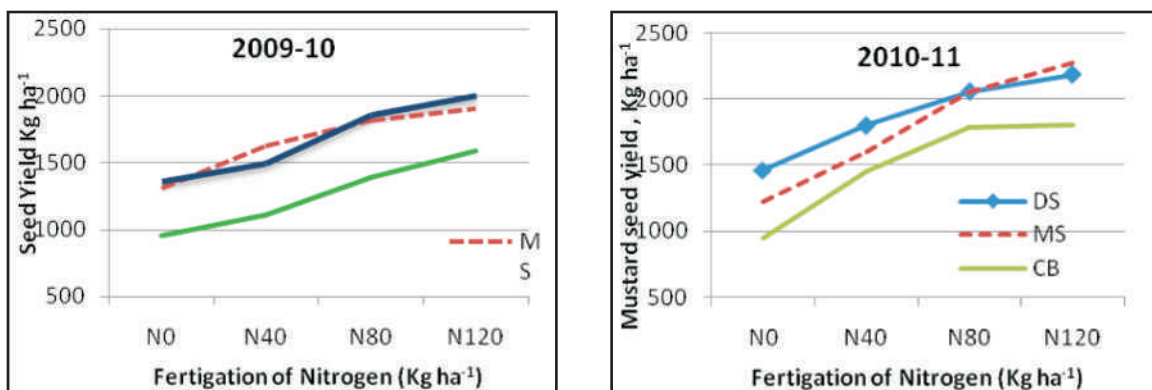 2009-10
Seed Yield Kg ha-1
2500
2000
1500
1000
500
N0 N40 N80 N120
Fertigation of Nitrogen (Kg ha-1)
M
S
2010-11
Mustard seed yield , Kg ha-1
2500
2000
1500
1000
500
N0 N40 N80 N120
Fertigation of Nitrogen (Kg ha-1)
DS
MS
CB